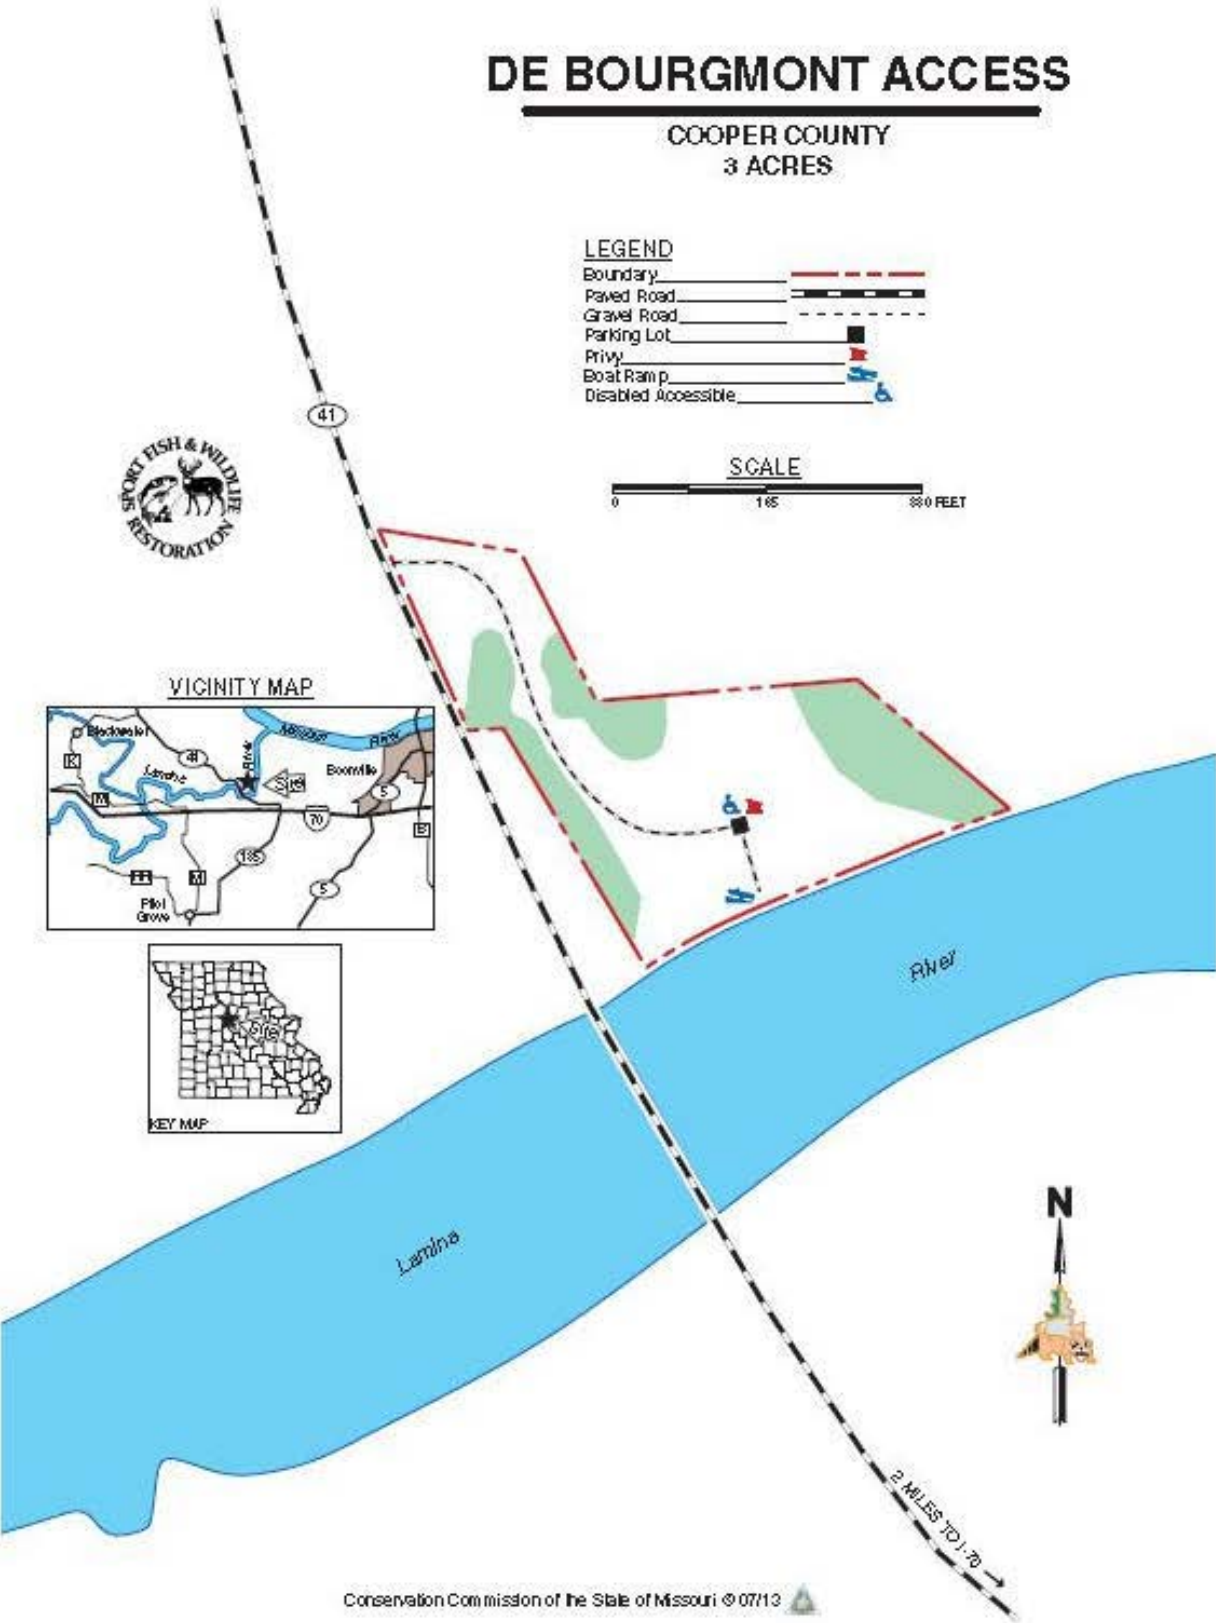 DE BOURGMONT ACCESS
COOPER COUNTY
3 ACRES
LEGEND
Boundary
Paved Road
Gravel Road
Parking Lot
Privy
Boat Ramp
Disabled Accessible
SCALE
0 165 330 FEET
41
SPORT FISH & WILDLIFE
RESTORATION
VICINITY MAP
Blackwater
Missouri River
41
River
K
Lamine
Boonville
Site
5
M
70
B
135
M
5
Pilot
Grove
Site
KEY MAP
River
Lamine
N
2 MILES TO I-70
Conservation Commission of the State of Missouri © 07/13